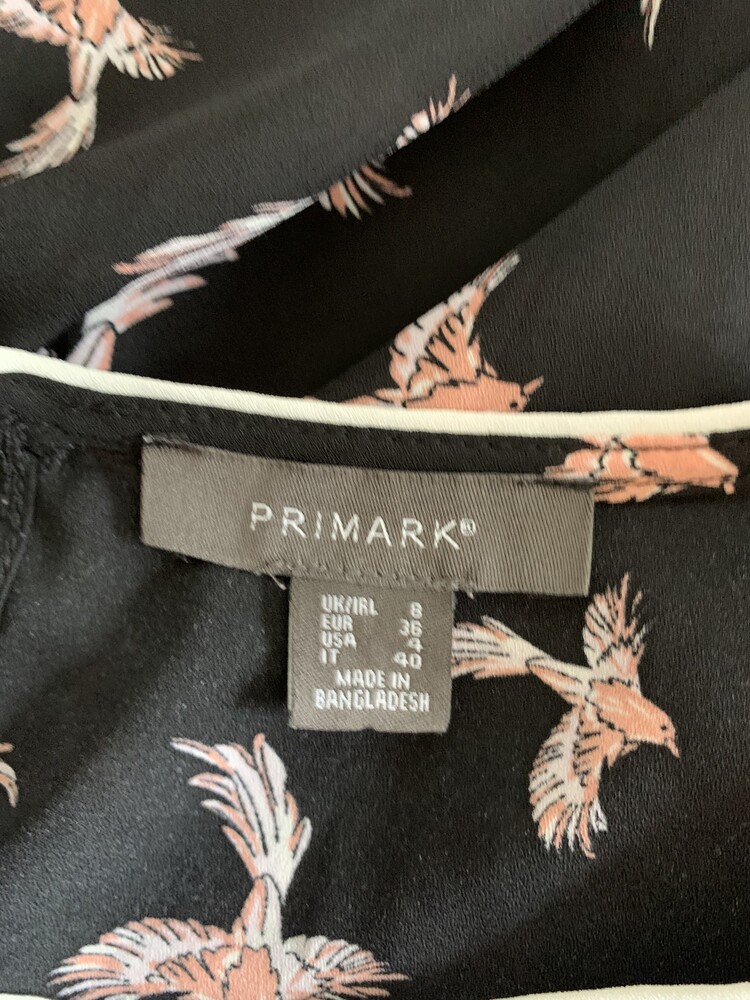 PRIMARK®
UK/IRL 8
EUR 36
USA 4
IT 40
MADE IN
BANGLADESH